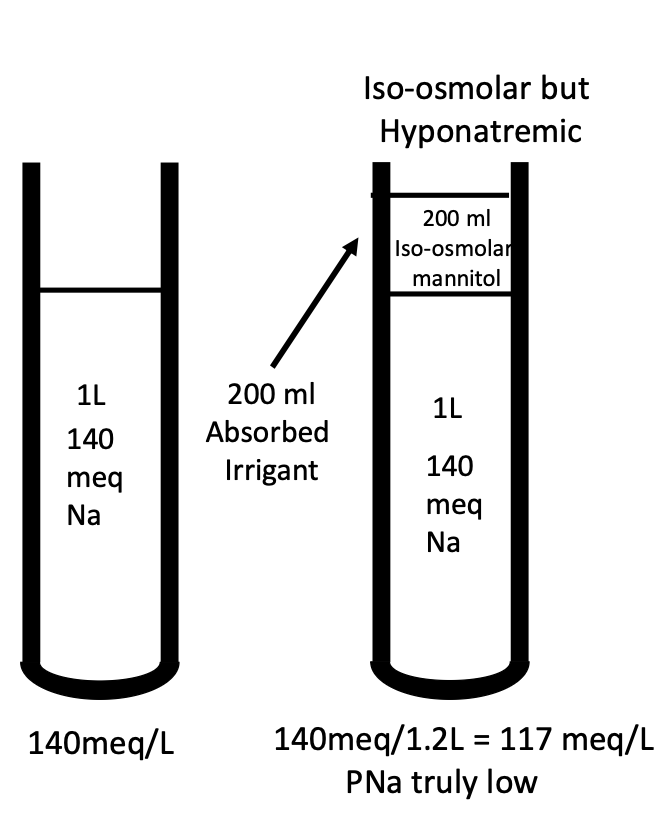 Iso-osmolar but
Hyponatremic
200 ml
Iso-osmolar
mannitol
1L
140
meq
Na
200 ml
Absorbed
Irrigant
1L
140
meq
Na
140meq/L
140meq/1.2L = 117 meq/L
PNa truly low